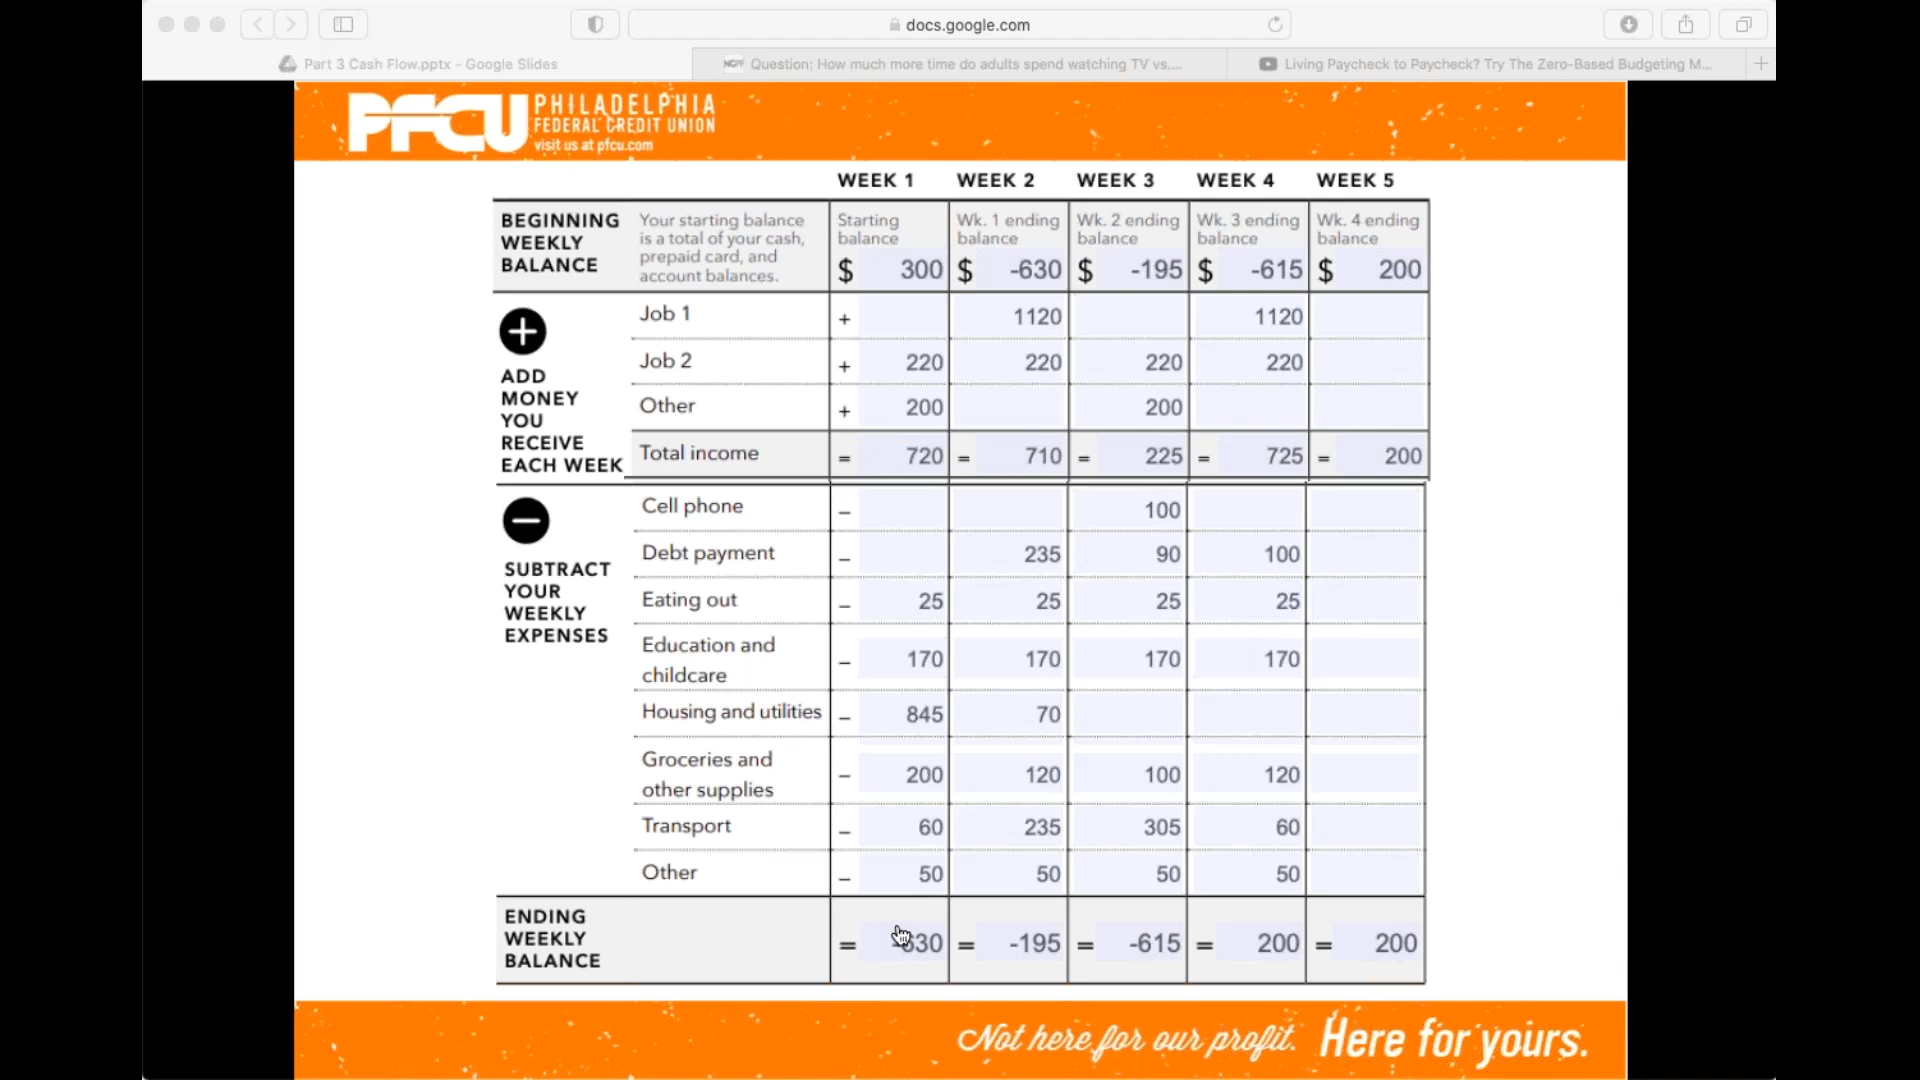 docs.google.com
Part 3 Cash Flow.pptx - Google Slides
NGPF Question: How much more time do adults spend watching TV vs....
Living Paycheck to Paycheck? Try The Zero-Based Budgeting M...
PFCU PHILADELPHIA
FEDERAL CREDIT UNION
visit us at pfcu.com
WEEK 1 WEEK 2 WEEK 3 WEEK 4 WEEK 5
BEGINNING
WEEKLY
BALANCE
Your starting balance
is a total of your cash,
prepaid card, and
account balances.
Starting
balance
$ 300
Wk. 1 ending
balance
$ -630
Wk. 2 ending
balance
$ -195
Wk. 3 ending
balance
$ -615
Wk. 4 ending
balance
$ 200
+
ADD
MONEY
YOU
RECEIVE
EACH WEEK
Job 1 + 1120 1120
Job 2 + 220 220 220 220
Other + 200 200
Total income = 720 = 710 = 225 = 725 = 200
–
SUBTRACT
YOUR
WEEKLY
EXPENSES
Cell phone – 100
Debt payment – 235 90 100
Eating out – 25 25 25 25
Education and
childcare – 170 170 170 170
Housing and utilities – 845 70
Groceries and
other supplies – 200 120 100 120
Transport – 60 235 305 60
Other – 50 50 50 50
ENDING
WEEKLY
BALANCE
= -630 = -195 = -615 = 200 = 200
Not here for our profit. Here for yours.